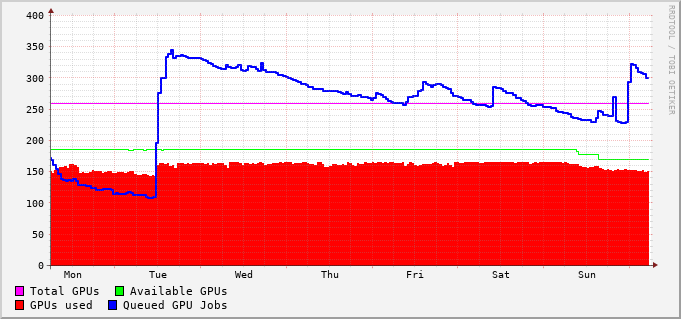 400
350
300
250
200
150
100
50
0
Mon Tue Wed Thu Fri Sat Sun
Total GPUs Available GPUs
GPUs used Queued GPU Jobs
RRDTOOL / TOBI OETIKER